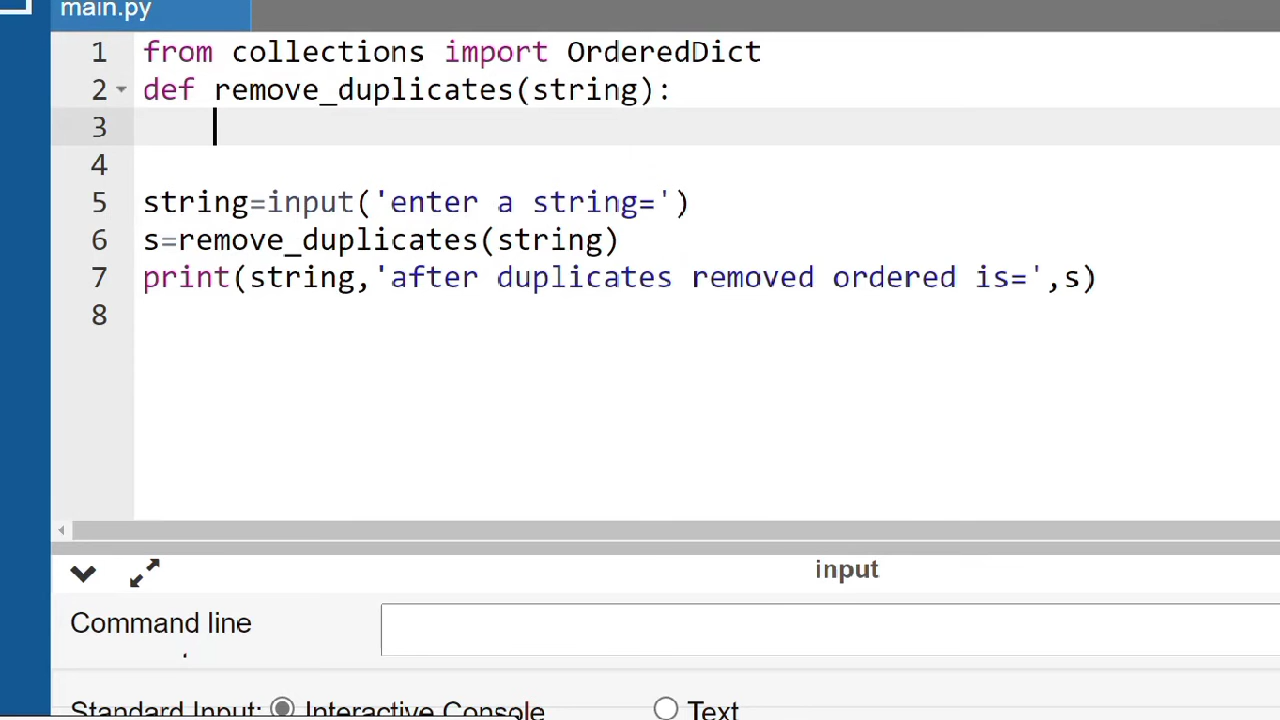 main.py
1 from collections import OrderedDict
2 def remove_duplicates(string):
3
4
5 string=input('enter a string=')
6 s=remove_duplicates(string)
7 print(string,'after duplicates removed ordered is=',s)
8
input
Command line
Standard Input: Interactive Console Text